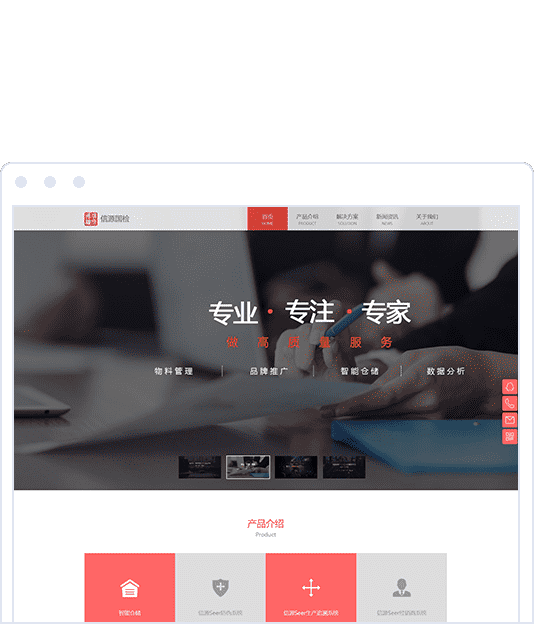 信源国检
首页 产品介绍 解决方案 新闻资讯 关于我们
HOME PRODUCT SOLUTION NEWS ABOUT
专业·专注·专家
做高质量服务
物料管理 品牌推广 智能仓储 数据分析
产品介绍
Product
智能仓储 信源Seer防伪系统 信源Seer生产追溯系统 信源Seer经销商系统